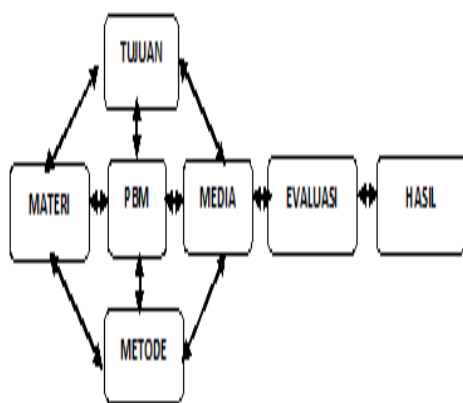 TUJUAN
MATERI
PBM
MEDIA
EVALUASI
HASIL
METODE